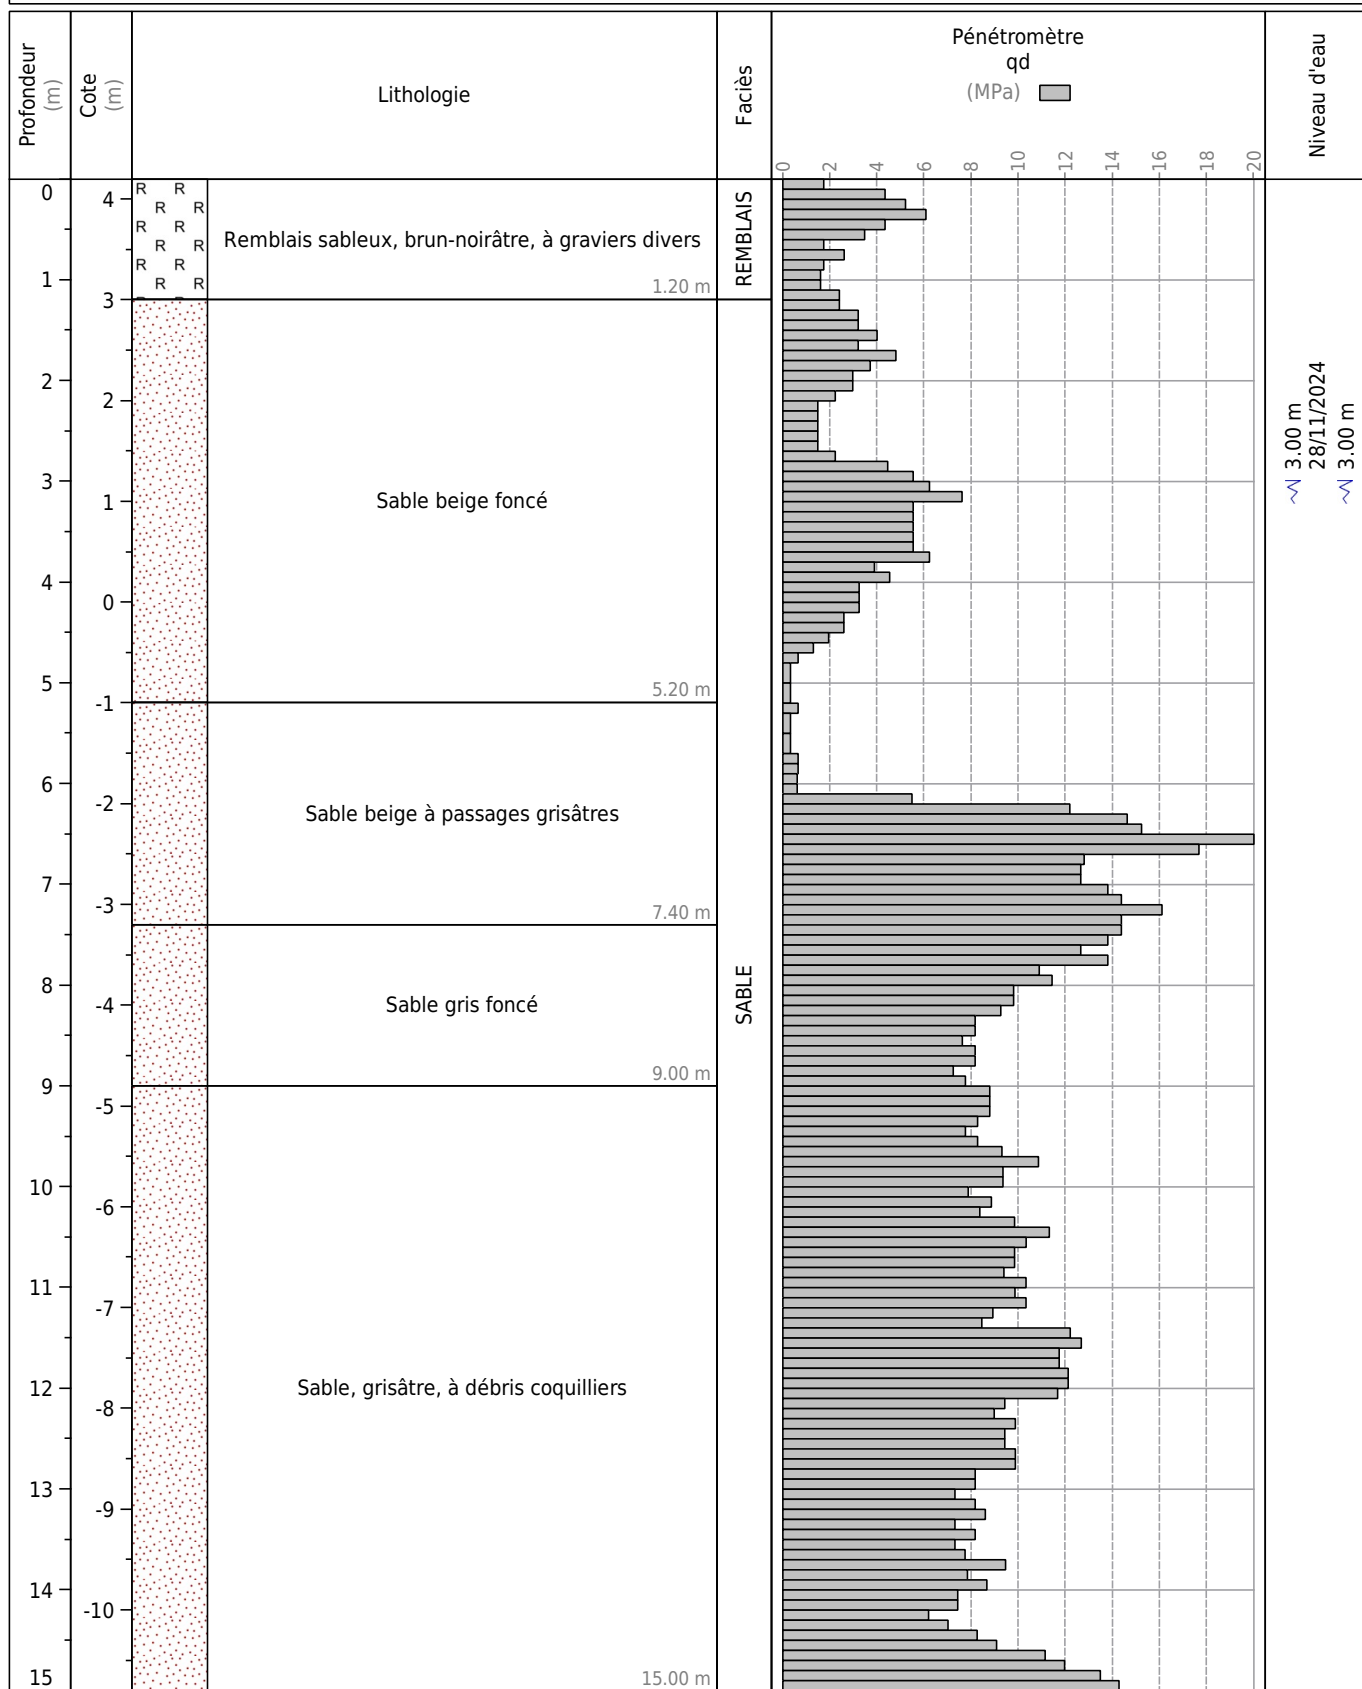 Profondeur
(m)
Cote
(m)
Lithologie
Faciès
Pénétromètre
qd
(MPa)
Niveau d'eau
0 2 4 6 8 10 12 14 16 18 20
0
1
2
3
4
5
6
7
8
9
10
11
12
13
14
15
4
3
2
1
0
-1
-2
-3
-4
-5
-6
-7
-8
-9
-10
R R
R R
R R
R R
R R
R R
Remblais sableux, brun-noirâtre, à graviers divers
1.20 m
Sable beige foncé
5.20 m
Sable beige à passages grisâtres
7.40 m
Sable gris foncé
9.00 m
Sable, grisâtre, à débris coquilliers
15.00 m
REMBLAIS
SABLE
3.00 m
28/11/2024
3.00 m